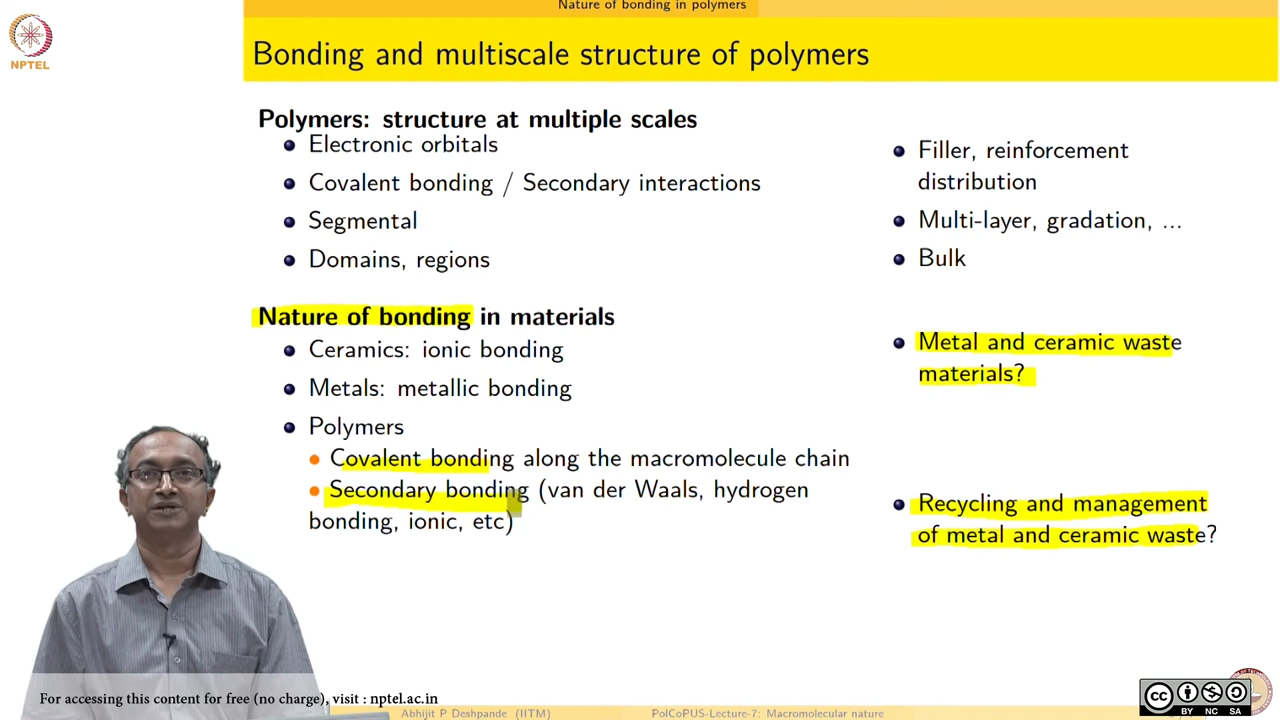 Nature of bonding in polymers
NPTEL
Bonding and multiscale structure of polymers
Polymers: structure at multiple scales
Electronic orbitals
Covalent bonding / Secondary interactions
Segmental
Domains, regions
Filler, reinforcement
distribution
Multi-layer, gradation, ...
Bulk
Nature of bonding in materials
Ceramics: ionic bonding
Metals: metallic bonding
Polymers
Covalent bonding along the macromolecule chain
Secondary bonding (van der Waals, hydrogen
bonding, ionic, etc)
Metal and ceramic waste
materials?
Recycling and management
of metal and ceramic waste?
For accessing this content for free (no charge), visit : nptel.ac.in
Abhijit P Deshpande (IITM)
PolCoPUS-Lecture-7: Macromolecular nature
cc
BY NC SA